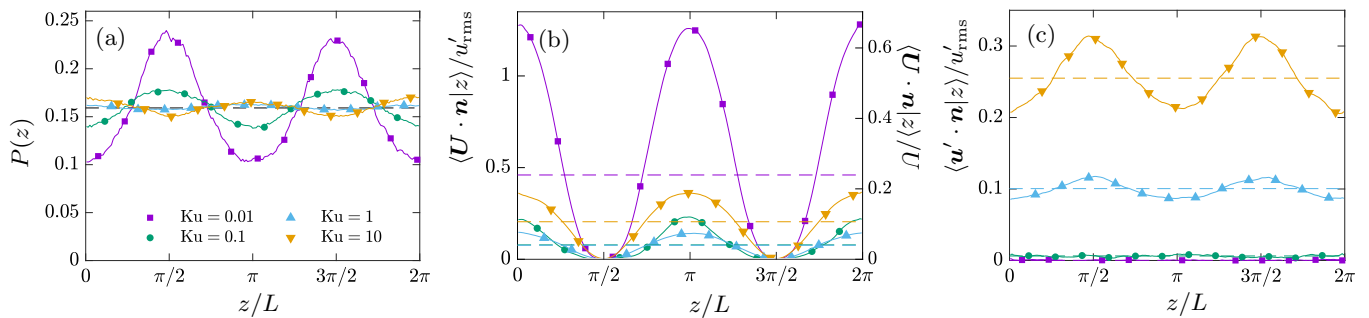 (a)
0.25
0.2
0.15
0.1
0.05
0
P(z)
Ku = 0.01
Ku = 1
Ku = 0.1
Ku = 10
0
π/2
π
3π/2
2π
z/L
(b)
1
0.5
0
⟨U · n|z⟩/u′rms
0.6
0.4
0.2
0
⟨U · u|z⟩/U
0
π/2
π
3π/2
2π
z/L
(c)
0.3
0.2
0.1
0
⟨u′ · n|z⟩/u′rms
0
π/2
π
3π/2
2π
z/L